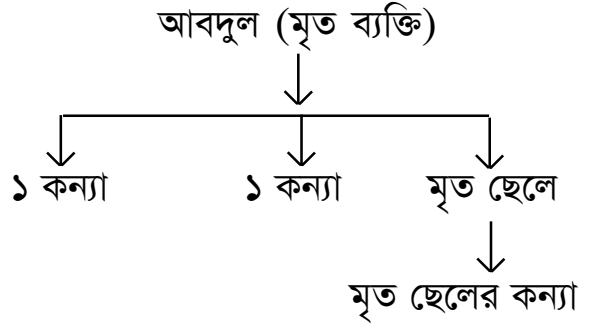 আবদুল (মৃত ব্যক্তি)
১ কন্যা ১ কন্যা মৃত ছেলে
মৃত ছেলের কন্যা